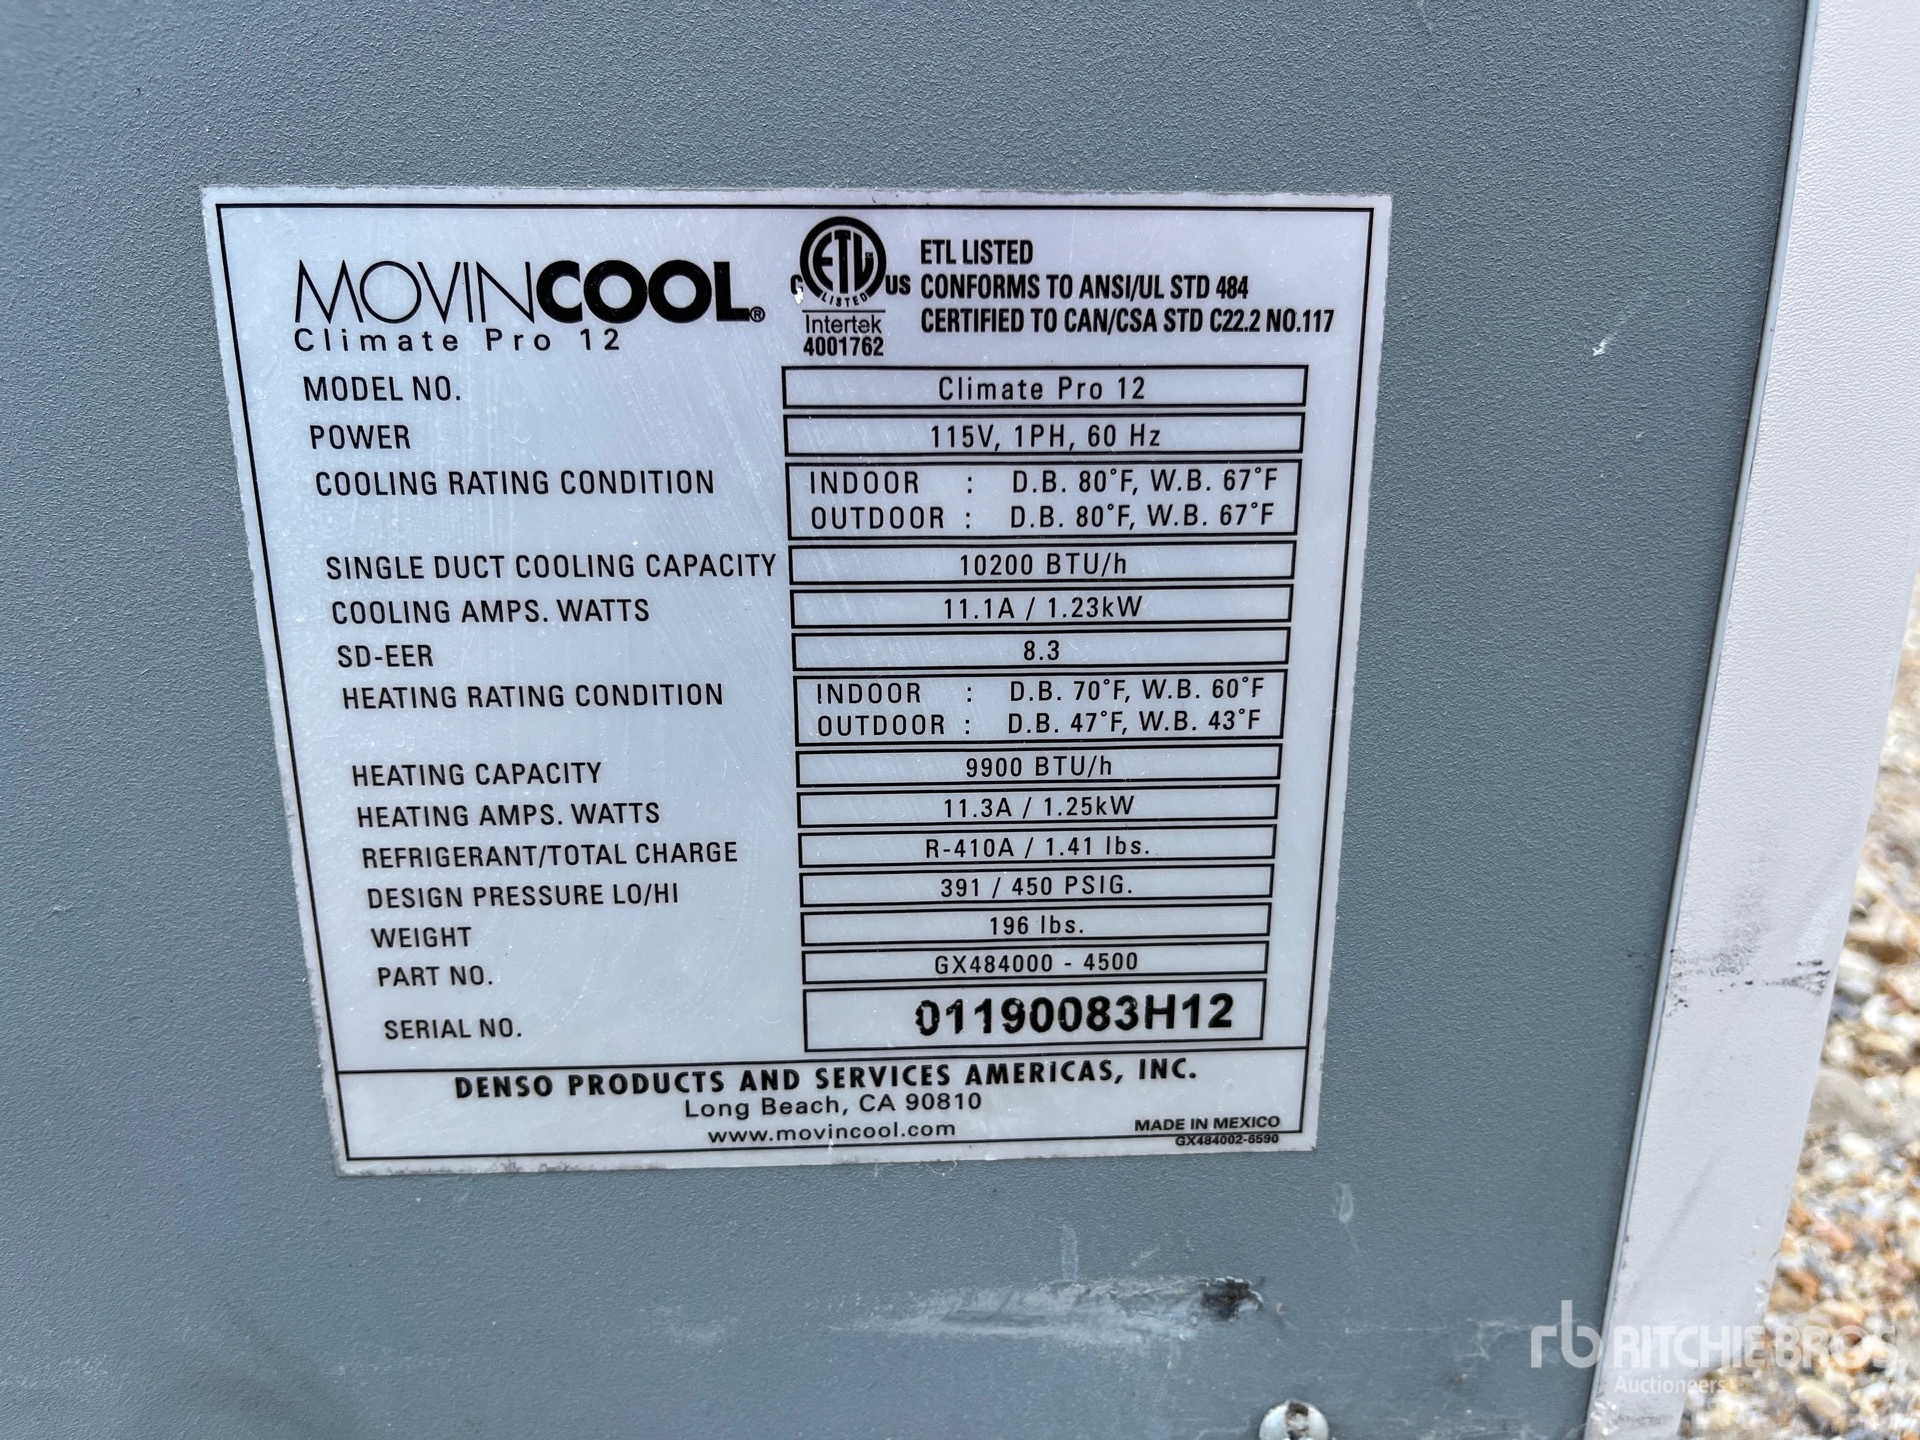 MOVINCOOL®
Climate Pro 12
ETL LISTED
C US
Intertek
4001762
ETL LISTED
CONFORMS TO ANSI/UL STD 484
CERTIFIED TO CAN/CSA STD C22.2 NO.117
MODEL NO. Climate Pro 12
POWER 115V, 1PH, 60 Hz
COOLING RATING CONDITION INDOOR : D.B. 80°F, W.B. 67°F
OUTDOOR : D.B. 80°F, W.B. 67°F
SINGLE DUCT COOLING CAPACITY 10200 BTU/h
COOLING AMPS. WATTS 11.1A / 1.23kW
SD-EER 8.3
HEATING RATING CONDITION INDOOR : D.B. 70°F, W.B. 60°F
OUTDOOR : D.B. 47°F, W.B. 43°F
HEATING CAPACITY 9900 BTU/h
HEATING AMPS. WATTS 11.3A / 1.25kW
REFRIGERANT/TOTAL CHARGE R-410A / 1.41 lbs.
DESIGN PRESSURE LO/HI 391 / 450 PSIG.
WEIGHT 196 lbs.
PART NO. GX484000 - 4500
SERIAL NO. 01190083H12
DENSO PRODUCTS AND SERVICES AMERICAS, INC.
Long Beach, CA 90810
www.movincool.com
MADE IN MEXICO
GX484002-6590
rb RITCHIE BROS
Auctioneers